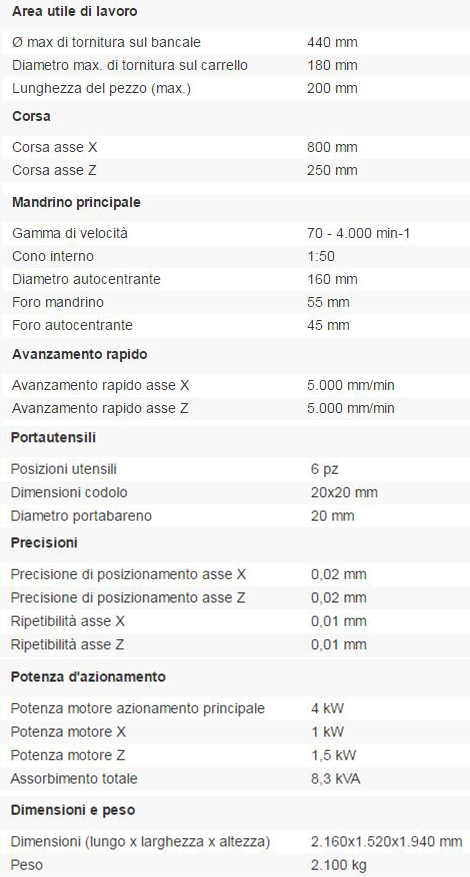 Area utile di lavoro
Ø max di tornitura sul bancale 440 mm
Diametro max. di tornitura sul carrello 180 mm
Lunghezza del pezzo (max.) 200 mm
Corsa
Corsa asse X 800 mm
Corsa asse Z 250 mm
Mandrino principale
Gamma di velocità 70 - 4.000 min-1
Cono interno 1:50
Diametro autocentrante 160 mm
Foro mandrino 55 mm
Foro autocentrante 45 mm
Avanzamento rapido
Avanzamento rapido asse X 5.000 mm/min
Avanzamento rapido asse Z 5.000 mm/min
Portautensili
Posizioni utensili 6 pz
Dimensioni codolo 20x20 mm
Diametro portabareno 20 mm
Precisioni
Precisione di posizionamento asse X 0,02 mm
Precisione di posizionamento asse Z 0,02 mm
Ripetibilità asse X 0,01 mm
Ripetibilità asse Z 0,01 mm
Potenza d'azionamento
Potenza motore azionamento principale 4 kW
Potenza motore X 1 kW
Potenza motore Z 1,5 kW
Assorbimento totale 8,3 kVA
Dimensioni e peso
Dimensioni (lungo x larghezza x altezza) 2.160x1.520x1.940 mm
Peso 2.100 kg